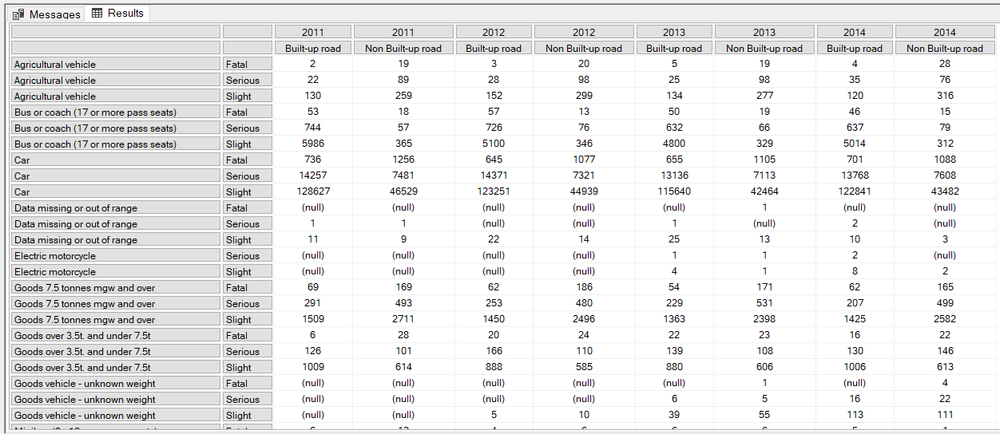 Messages Results
2011 2011 2012 2012 2013 2013 2014 2014
Built-up road Non Built-up road Built-up road Non Built-up road Built-up road Non Built-up road Built-up road Non Built-up road
Agricultural vehicle Fatal 2 19 3 20 5 19 4 28
Agricultural vehicle Serious 22 89 28 98 25 98 35 76
Agricultural vehicle Slight 130 259 152 299 134 277 120 316
Bus or coach (17 or more pass seats) Fatal 53 18 57 13 50 19 46 15
Bus or coach (17 or more pass seats) Serious 744 57 726 76 632 66 637 79
Bus or coach (17 or more pass seats) Slight 5986 365 5100 346 4800 329 5014 312
Car Fatal 736 1256 645 1077 655 1105 701 1088
Car Serious 14257 7481 14371 7321 13136 7113 13768 7608
Car Slight 128627 46529 123251 44939 115640 42464 122841 43482
Data missing or out of range Fatal (null) (null) (null) (null) (null) 1 (null) (null)
Data missing or out of range Serious 1 1 (null) (null) 1 (null) 2 (null)
Data missing or out of range Slight 11 9 22 14 25 13 10 3
Electric motorcycle Serious (null) (null) (null) (null) 1 1 2 (null)
Electric motorcycle Slight (null) (null) (null) (null) 4 1 8 2
Goods 7.5 tonnes mgw and over Fatal 69 169 62 186 54 171 62 165
Goods 7.5 tonnes mgw and over Serious 291 493 253 480 229 531 207 499
Goods 7.5 tonnes mgw and over Slight 1509 2711 1450 2496 1363 2398 1425 2582
Goods over 3.5t. and under 7.5t Fatal 6 28 20 24 22 23 16 22
Goods over 3.5t. and under 7.5t Serious 126 101 166 110 139 108 130 146
Goods over 3.5t. and under 7.5t Slight 1009 614 888 585 880 606 1006 613
Goods vehicle - unknown weight Fatal (null) (null) (null) (null) (null) 1 (null) 4
Goods vehicle - unknown weight Serious (null) (null) (null) (null) 6 5 16 22
Goods vehicle - unknown weight Slight (null) (null) 5 10 39 55 113 111